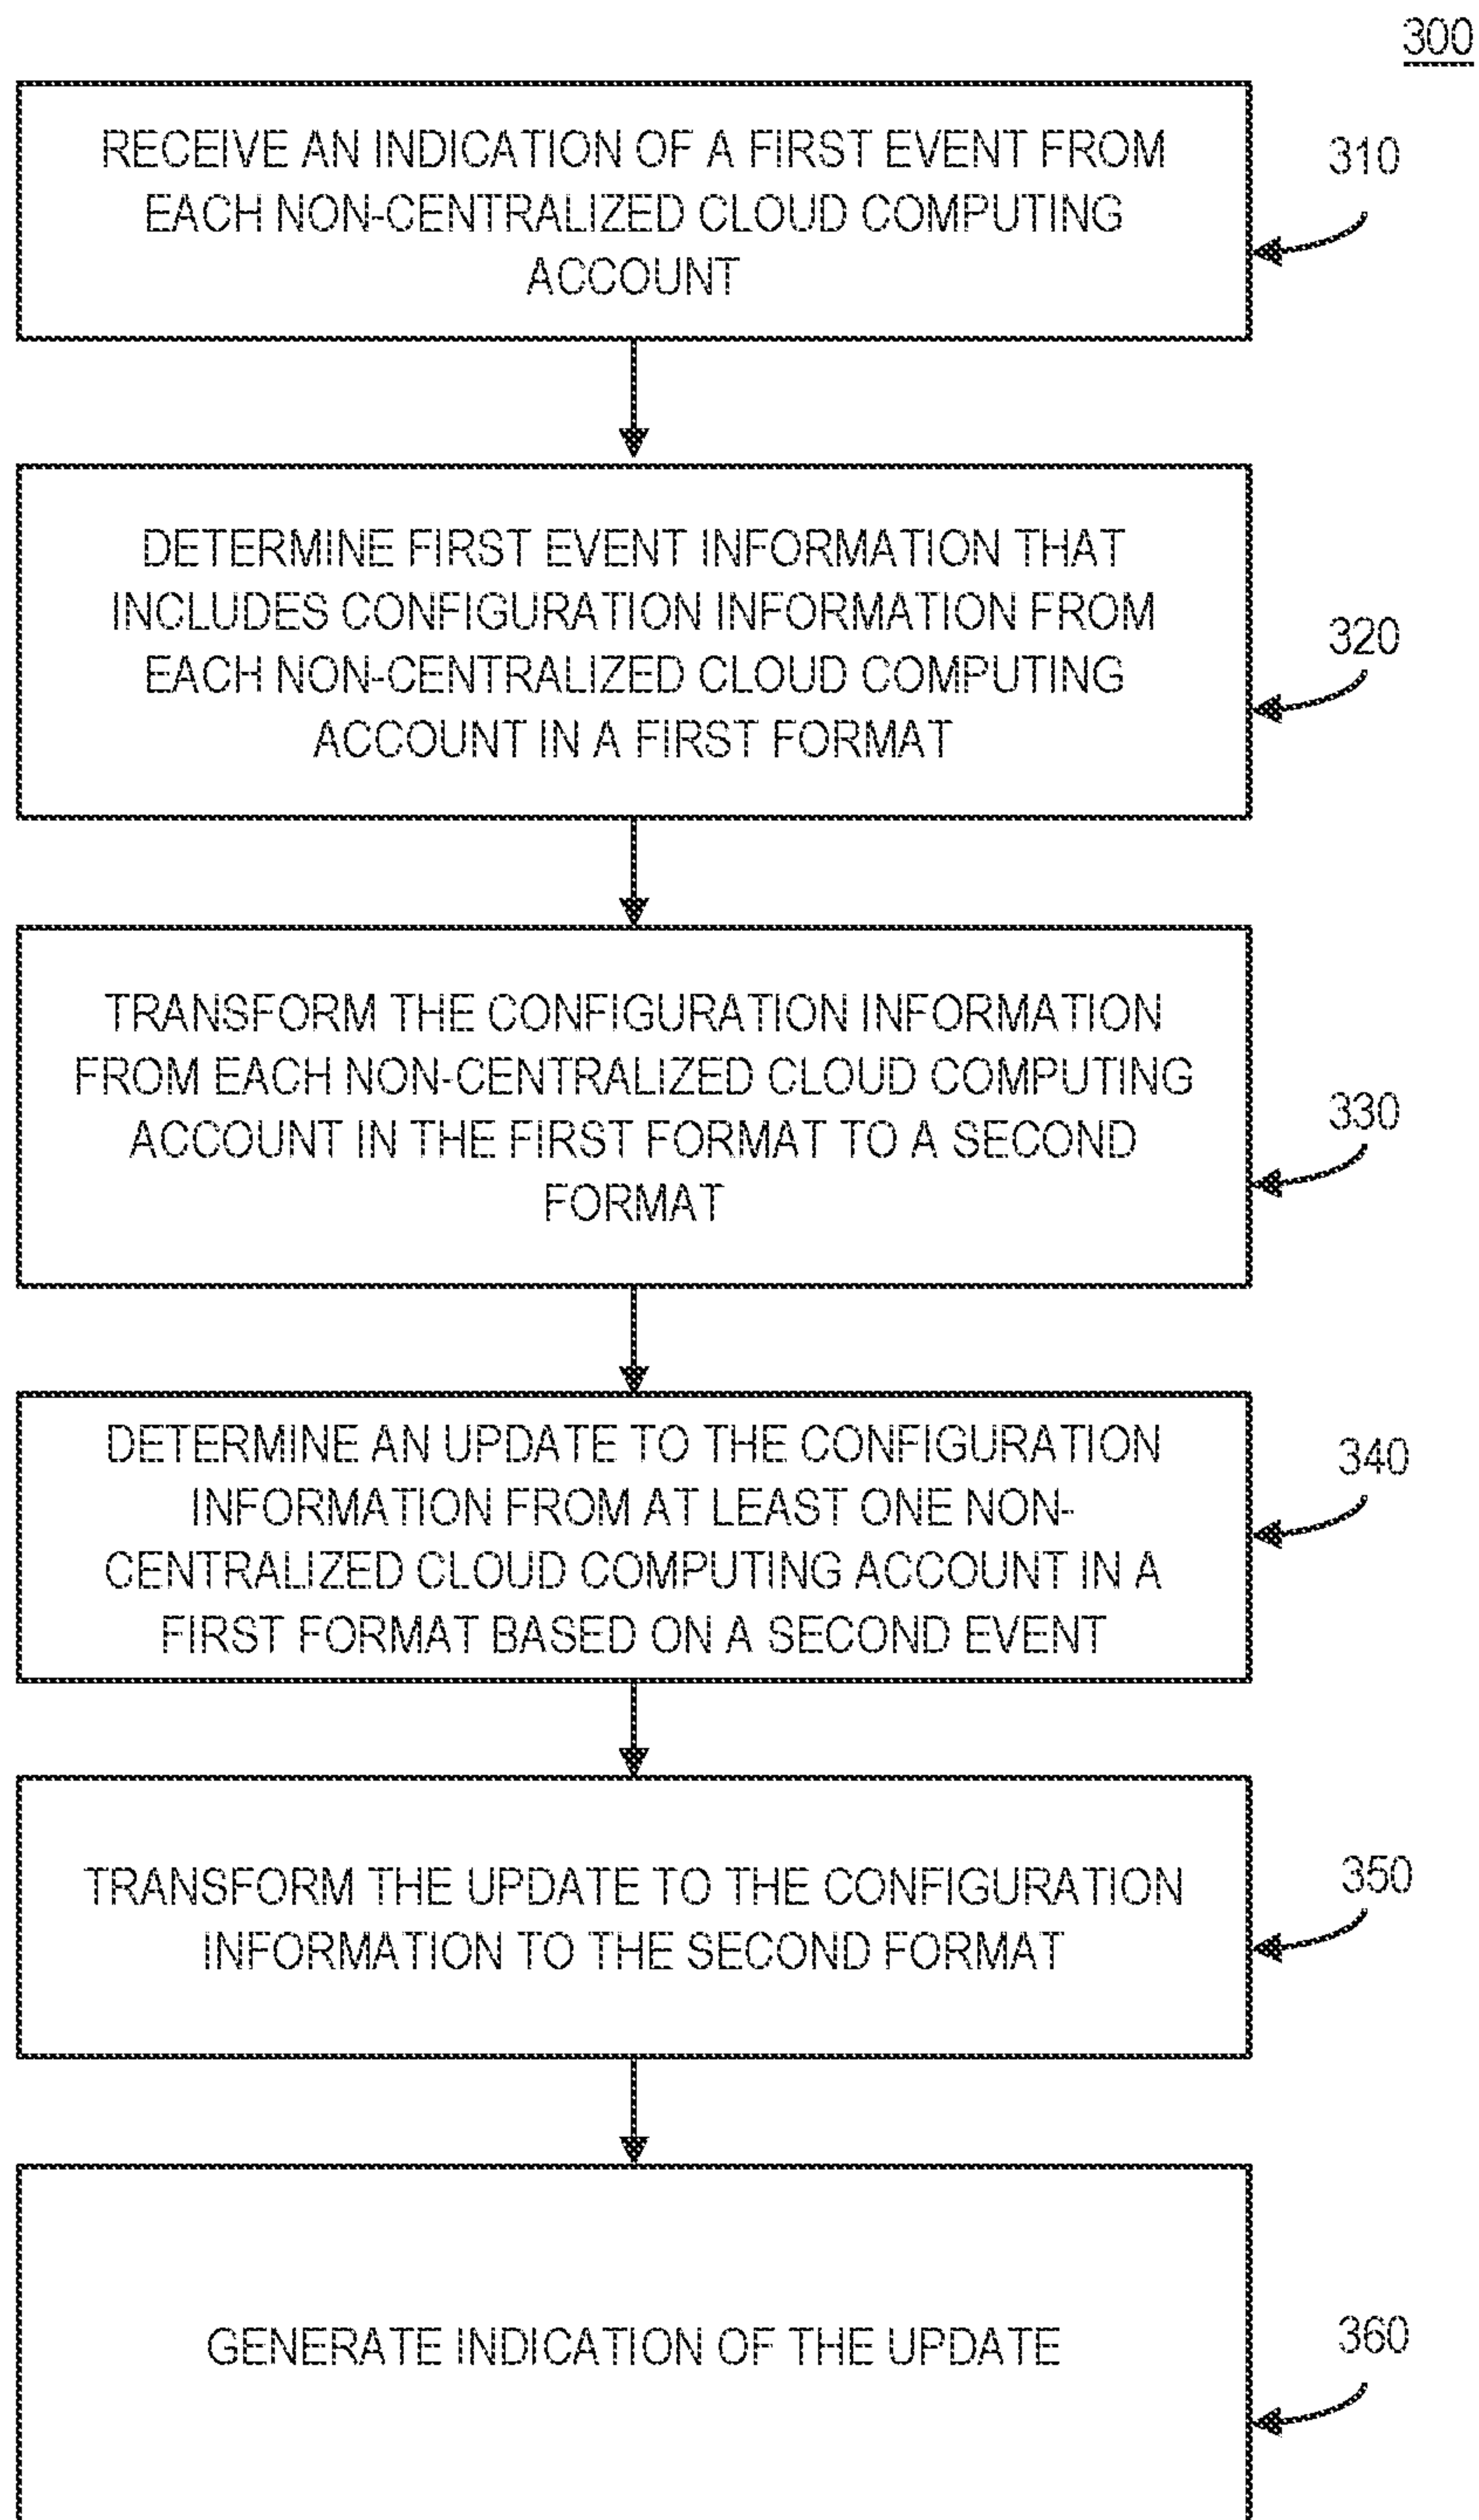 300
RECEIVE AN INDICATION OF A FIRST EVENT FROM
EACH NON-CENTRALIZED CLOUD COMPUTING
ACCOUNT
310
DETERMINE FIRST EVENT INFORMATION THAT
INCLUDES CONFIGURATION INFORMATION FROM
EACH NON-CENTRALIZED CLOUD COMPUTING
ACCOUNT IN A FIRST FORMAT
320
TRANSFORM THE CONFIGURATION INFORMATION
FROM EACH NON-CENTRALIZED CLOUD COMPUTING
ACCOUNT IN THE FIRST FORMAT TO A SECOND
FORMAT
330
DETERMINE AN UPDATE TO THE CONFIGURATION
INFORMATION FROM AT LEAST ONE NON-
CENTRALIZED CLOUD COMPUTING ACCOUNT IN A
FIRST FORMAT BASED ON A SECOND EVENT
340
TRANSFORM THE UPDATE TO THE CONFIGURATION
INFORMATION TO THE SECOND FORMAT
350
GENERATE INDICATION OF THE UPDATE
360